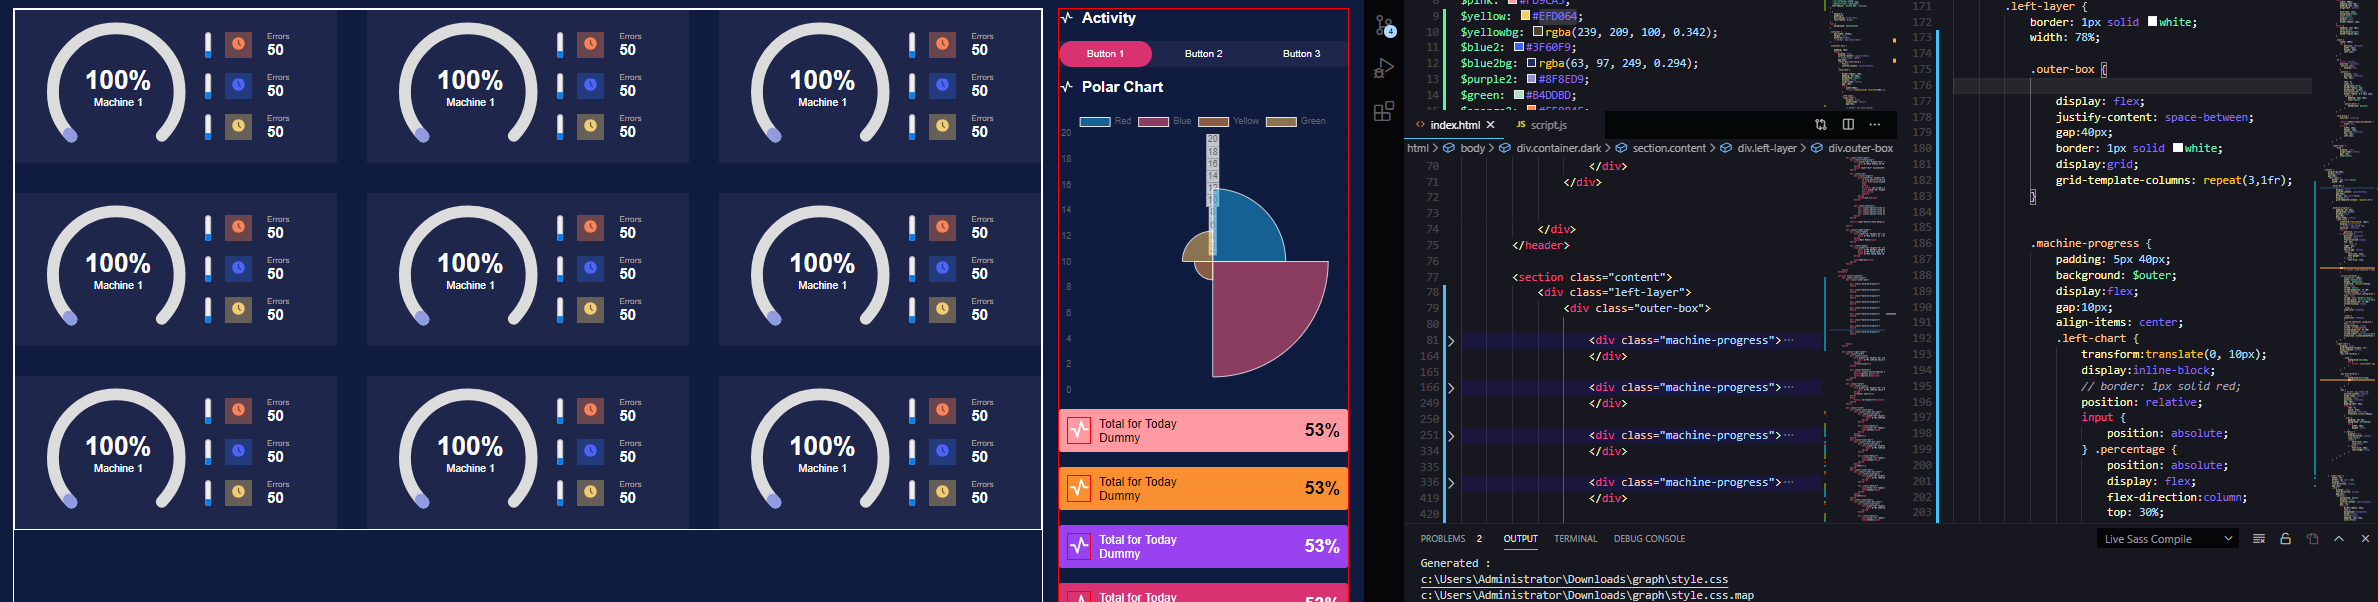 Errors
50
100%
Machine 1
Errors
50
Errors
50
Errors
50
100%
Machine 1
Errors
50
Errors
50
Errors
50
100%
Machine 1
Errors
50
Errors
50
Errors
50
100%
Machine 1
Errors
50
Errors
50
Errors
50
100%
Machine 1
Errors
50
Errors
50
Errors
50
100%
Machine 1
Errors
50
Errors
50
Errors
50
100%
Machine 1
Errors
50
Errors
50
Errors
50
100%
Machine 1
Errors
50
Errors
50
Errors
50
100%
Machine 1
Errors
50
Errors
50
Activity
Button 1 Button 2 Button 3
Polar Chart
Red Blue Yellow Green
20
18
16
14
12
10
8
6
4
2
0
20
18
16
14
12
10
8
Total for Today
Dummy
53%
Total for Today
Dummy
53%
Total for Today
Dummy
53%
Total for Today
53%
4
8 $pink: #FD9CA3;
9 $yellow: #EFD064;
10 $yellowbg: rgba(239, 209, 100, 0.342);
11 $blue2: #3F60F9;
12 $blue2bg: rgba(63, 97, 249, 0.294);
13 $purple2: #8F8ED9;
14 $green: #B4DDBD;
index.html JS script.js
html > body > div.container.dark > section.content > div.left-layer > div.outer-box
70 </div>
71 </div>
72
73
74 </div>
75 </header>
76
77 <section class="content">
78 <div class="left-layer">
79 <div class="outer-box">
80
81 <div class="machine-progress">···
164 </div>
165
166 <div class="machine-progress">···
249 </div>
250
251 <div class="machine-progress">···
334 </div>
335
336 <div class="machine-progress">···
419 </div>
420
171 .left-layer {
172 border: 1px solid white;
173 width: 78%;
174
175 .outer-box {
176
177 display: flex;
178 justify-content: space-between;
179 gap:40px;
180 border: 1px solid white;
181 display:grid;
182 grid-template-columns: repeat(3,1fr);
183 }
184
185
186 .machine-progress {
187 padding: 5px 40px;
188 background: $outer;
189 display:flex;
190 gap:10px;
191 align-items: center;
192 .left-chart {
193 transform:translate(0, 10px);
194 display:inline-block;
195 // border: 1px solid red;
196 position: relative;
197 input {
198 position: absolute;
199 } .percentage {
200 position: absolute;
201 display: flex;
202 flex-direction:column;
203 top: 30%;
PROBLEMS 2 OUTPUT TERMINAL DEBUG CONSOLE Live Sass Compile
Generated :
c:\Users\Administrator\Downloads\graph\style.css
c:\Users\Administrator\Downloads\graph\style.css.map